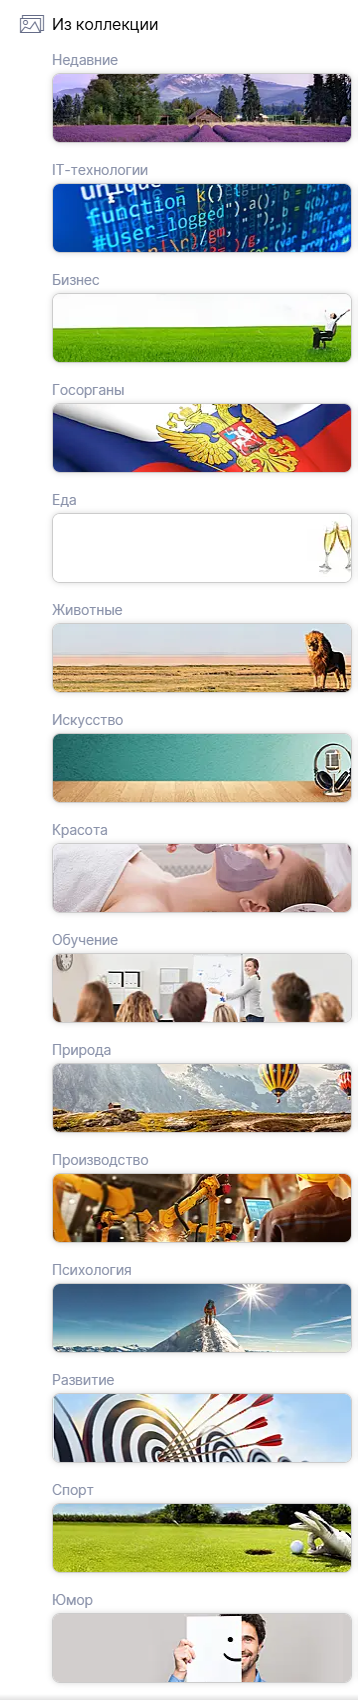 Из коллекции
Недавние
IT-технологии
unique
function k()
#User_logged").a(),
Бизнес
Госорганы
Еда
Животные
Искусство
Красота
Обучение
Природа
Производство
Психология
Развитие
Спорт
Юмор